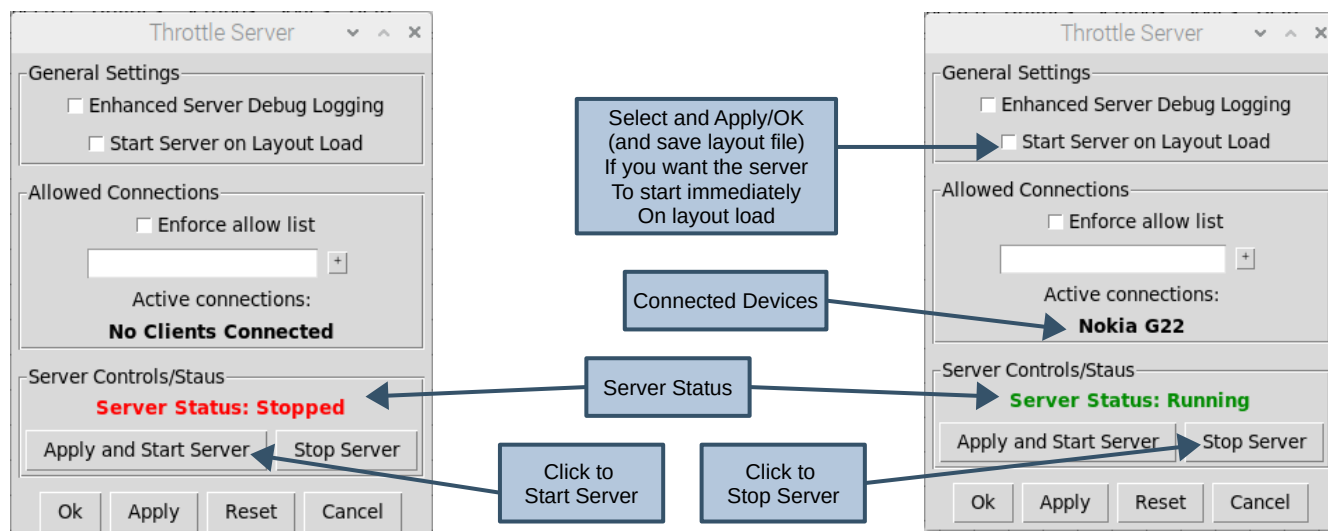 Throttle Server
General Settings
Enhanced Server Debug Logging
Start Server on Layout Load
Allowed Connections
Enforce allow list
+
Active connections:
No Clients Connected
Server Controls/Staus
Server Status: Stopped
Apply and Start Server
Stop Server
Ok
Apply
Reset
Cancel
Select and Apply/OK
(and save layout file)
If you want the server
To start immediately
On layout load
Connected Devices
Server Status
Click to
Start Server
Click to
Stop Server
Throttle Server
General Settings
Enhanced Server Debug Logging
Start Server on Layout Load
Allowed Connections
Enforce allow list
+
Active connections:
Nokia G22
Server Controls/Staus
Server Status: Running
Apply and Start Server
Stop Server
Ok
Apply
Reset
Cancel